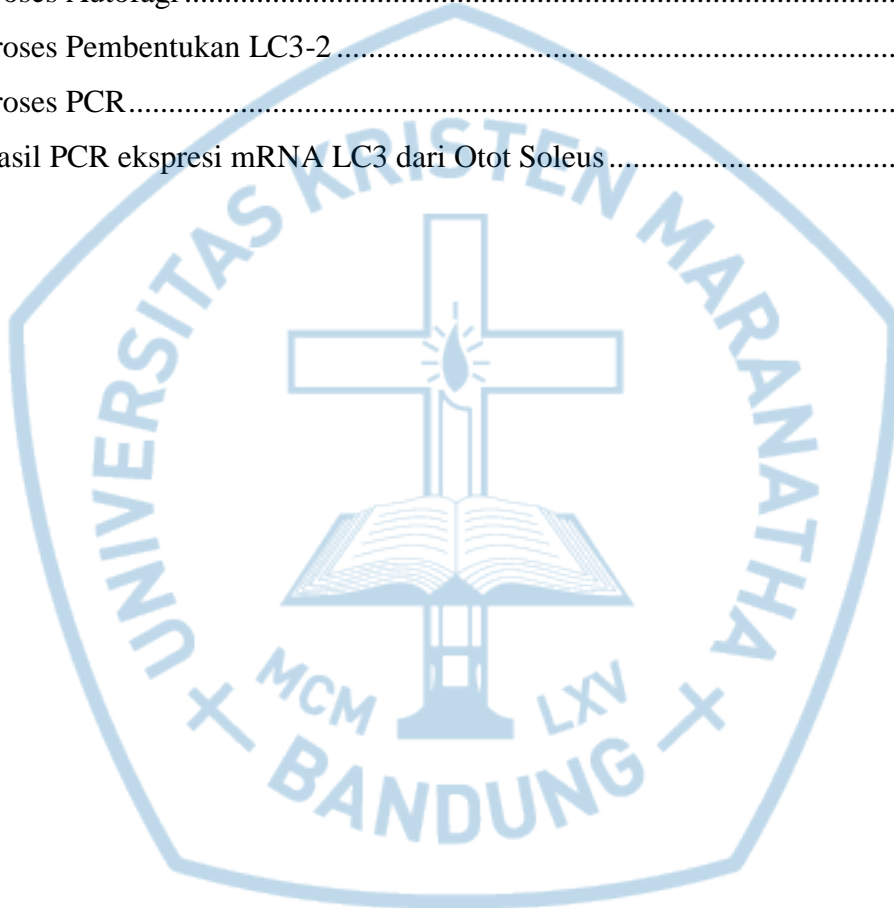 roses Autofagi ........................................................................
roses Pembentukan LC3-2 ........................................................................
roses PCR ........................................................................
asil PCR ekspresi mRNA LC3 dari Otot Soleus ........................................
UNIVERSITAS KRISTEN MARANATHA
MCM LXV
BANDUNG